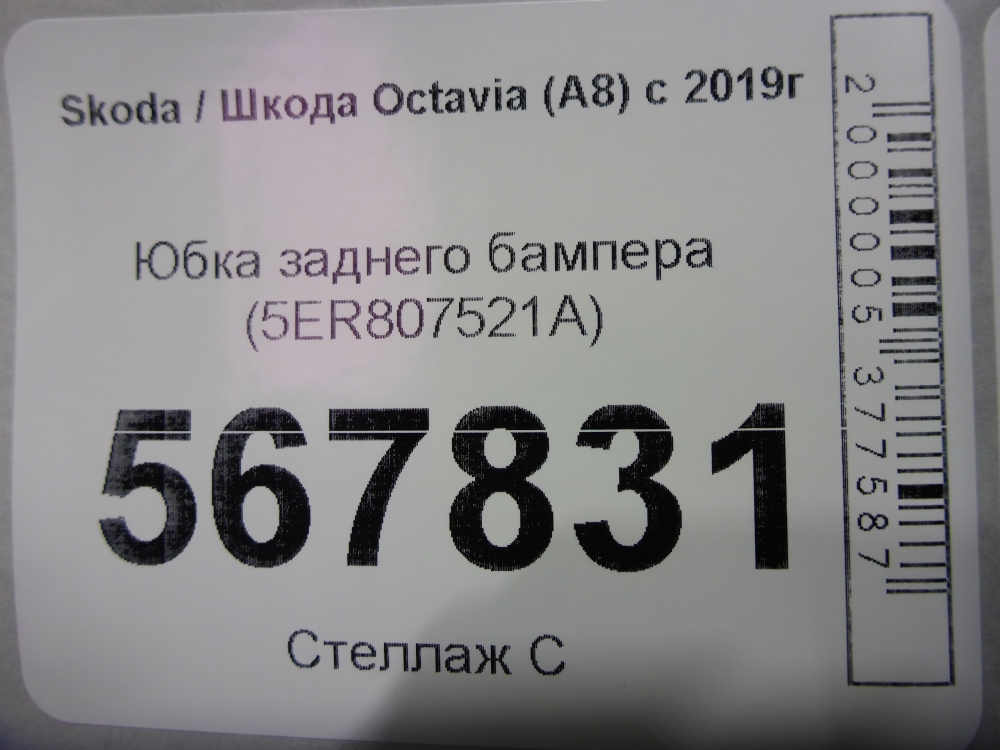 Skoda / Шкода Octavia (A8) с 2019г
Юбка заднего бампера
(5ER807521A)
567831
Стеллаж С
2000005377587